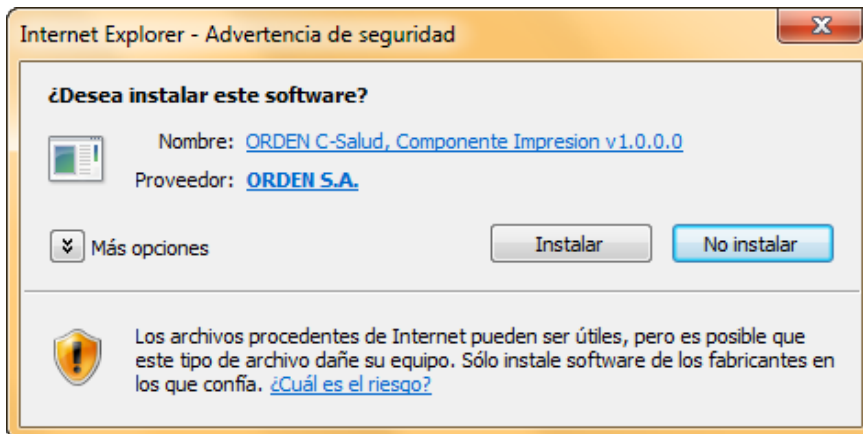 Internet Explorer - Advertencia de seguridad
¿Desea instalar este software?
Nombre: ORDEN C-Salud, Componente Impresion v1.0.0.0
Proveedor: ORDEN S.A.
Más opciones
Instalar
No instalar
Los archivos procedentes de Internet pueden ser útiles, pero es posible que
este tipo de archivo dañe su equipo. Sólo instale software de los fabricantes en
los que confía. ¿Cuál es el riesgo?